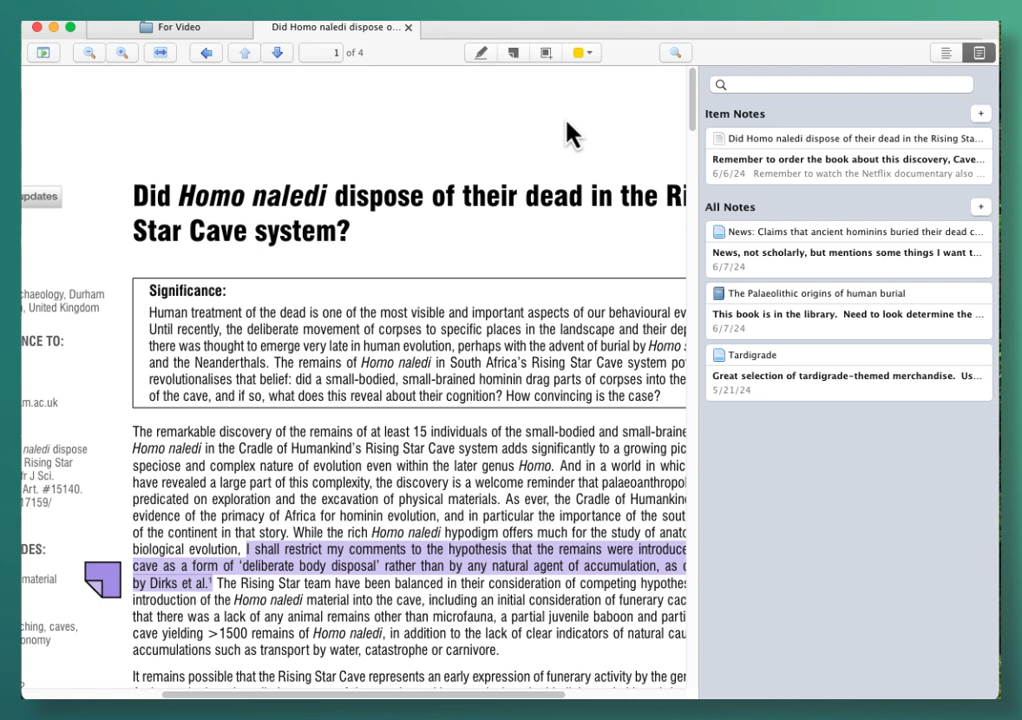 For Video
Did Homo naledi dispose o...
1 of 4
updates
Did Homo naledi dispose of their dead in the Ri
Star Cave system?
chaeology, Durham
, United Kingdom
NCE TO:
m.ac.uk
naledi dispose
Rising Star
fr J Sci.
Art. #15140.
17159/
DES:
material
ching, caves,
onomy
Significance:
Human treatment of the dead is one of the most visible and important aspects of our behavioural ev
Until recently, the deliberate movement of corpses to specific places in the landscape and their dep
there was thought to emerge very late in human evolution, perhaps with the advent of burial by Homo s
and the Neanderthals. The remains of Homo naledi in South Africa's Rising Star Cave system pot
revolutionalises that belief: did a small-bodied, small-brained hominin drag parts of corpses into the
of the cave, and if so, what does this reveal about their cognition? How convincing is the case?
The remarkable discovery of the remains of at least 15 individuals of the small-bodied and small-braine
Homo naledi in the Cradle of Humankind's Rising Star Cave system adds significantly to a growing pic
speciose and complex nature of evolution even within the later genus Homo. And in a world in whic
have revealed a large part of this complexity, the discovery is a welcome reminder that palaeoanthropol
predicated on exploration and the excavation of physical materials. As ever, the Cradle of Humankin
evidence of the primacy of Africa for hominin evolution, and in particular the importance of the sout
of the continent in that story. While the rich Homo naledi hypodigm offers much for the study of anato
biological evolution, I shall restrict my comments to the hypothesis that the remains were introduce
cave as a form of 'deliberate body disposal' rather than by any natural agent of accumulation, as c
by Dirks et al.¹ The Rising Star team have been balanced in their consideration of competing hypothes
introduction of the Homo naledi material into the cave, including an initial consideration of funerary cac
that there was a lack of any animal remains other than microfauna, a partial juvenile baboon and parti
cave yielding >1500 remains of Homo naledi, in addition to the lack of clear indicators of natural cau
accumulations such as transport by water, catastrophe or carnivore.
It remains possible that the Rising Star Cave represents an early expression of funerary activity by the ger
Item Notes
Did Homo naledi dispose of their dead in the Rising Sta...
Remember to order the book about this discovery, Cave...
6/6/24 Remember to watch the Netflix documentary also ...
All Notes
News: Claims that ancient hominins buried their dead c...
News, not scholarly, but mentions some things I want t...
6/7/24
The Palaeolithic origins of human burial
This book is in the library. Need to look determine the ...
6/7/24
Tardigrade
Great selection of tardigrade-themed merchandise. Us...
5/21/24